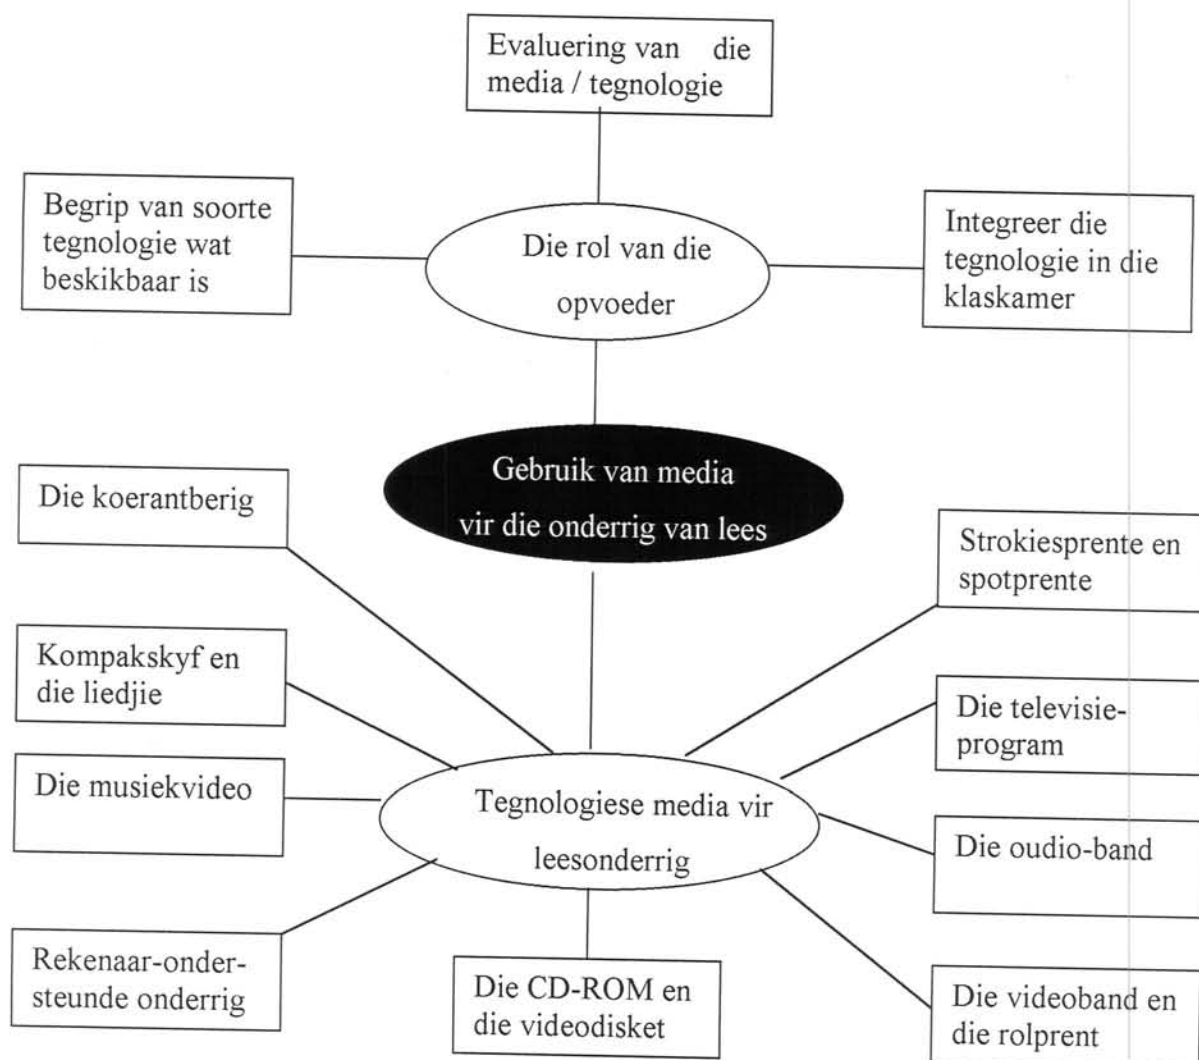 Evaluering van die
media / tegnologie
Begrip van soorte
tegnologie wat
beskikbaar is
Die rol van die
opvoeder
Integreer die
tegnologie in die
klaskamer
Gebruik van media
vir die onderrig van lees
Die koerantberig
Strokiesprente en
spotprente
Kompakskyf en
die liedjie
Die televisie-
program
Die musiekvideo
Tegnologiese media vir
leesonderrig
Die oudio-band
Rekenaar-onder-
steunde onderrig
Die CD-ROM en
die videodisket
Die videoband en
die rolprent